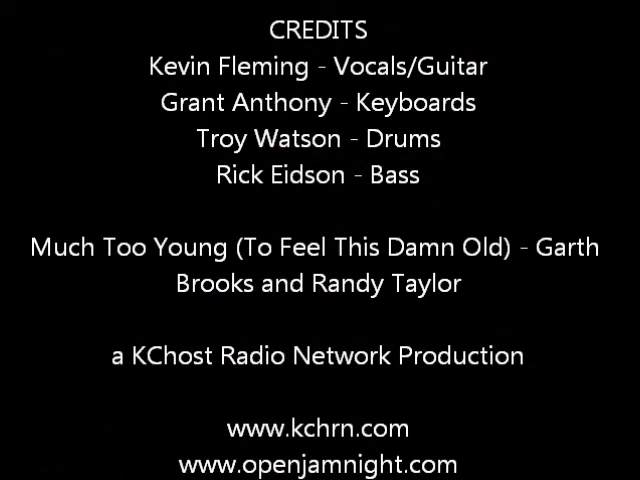 CREDITS
Kevin Fleming - Vocals/Guitar
Grant Anthony - Keyboards
Troy Watson - Drums
Rick Eidson - Bass
Much Too Young (To Feel This Damn Old) - Garth
Brooks and Randy Taylor
a KChost Radio Network Production
www.kchrn.com
www.openjamnight.com